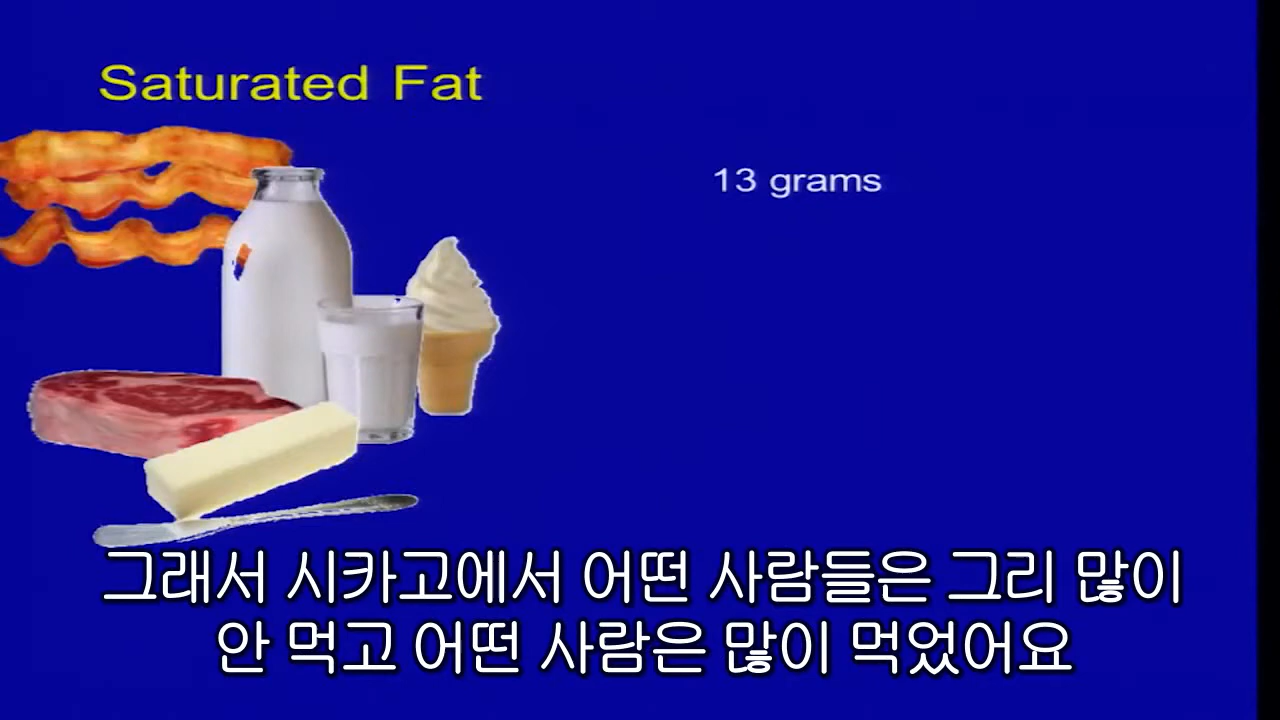 Saturated Fat
13 grams
그래서 시카고에서 어떤 사람들은 그리 많이
안 먹고 어떤 사람은 많이 먹었어요